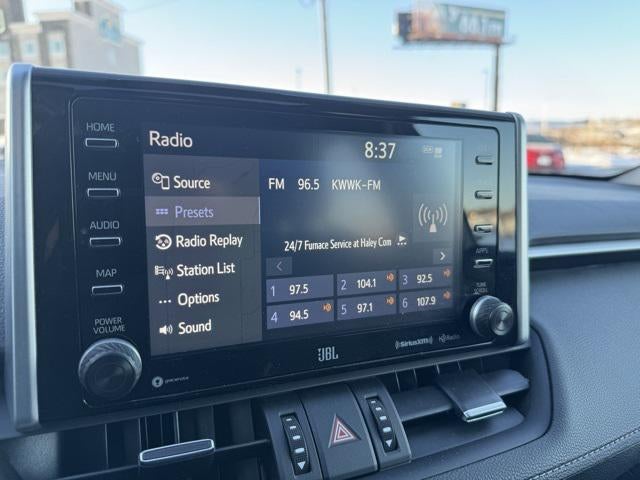 HOME
MENU
AUDIO
MAP
POWER
VOLUME
Radio
8:37
Source
Presets
Radio Replay
Station List
Options
Sound
FM 96.5 KWWK-FM
24/7 Furnace Service at Haley Com
1 97.5
2 104.1
3 92.5
4 94.5
5 97.1
6 107.9
APPS
TUNE
SCROLL
JBL
SiriusXM
HD Radio